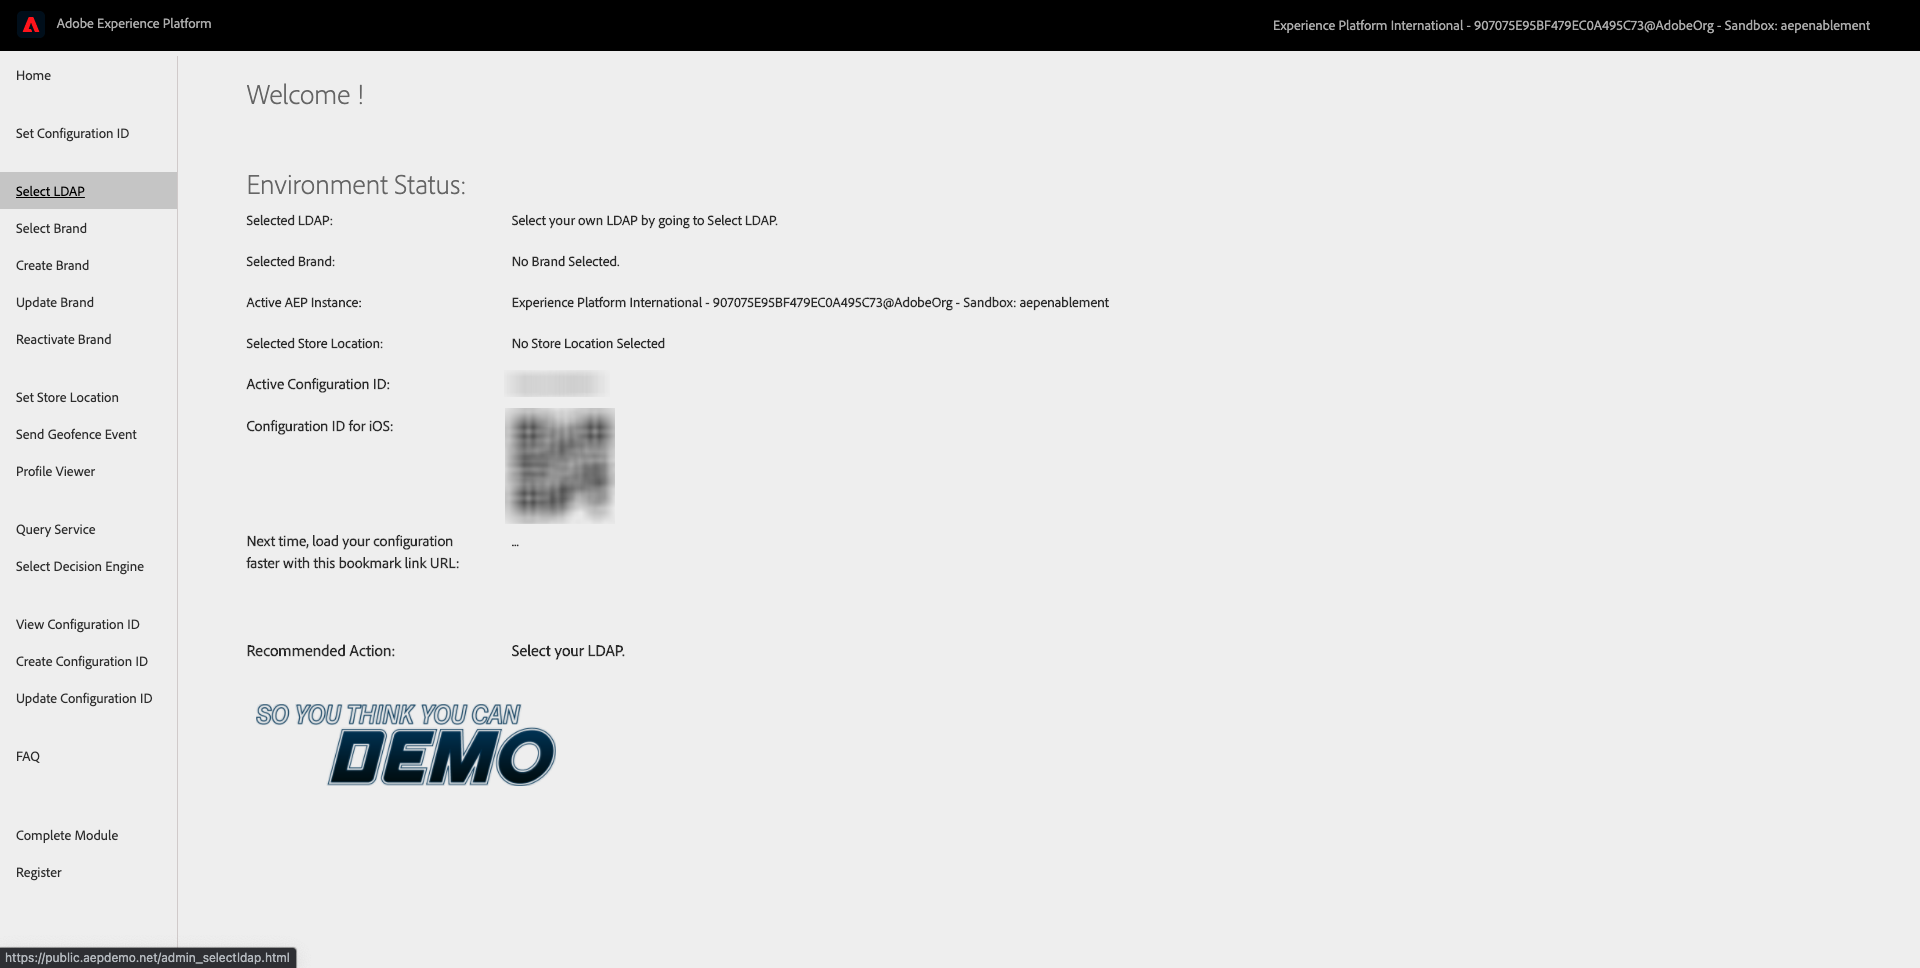 Adobe Experience Platform
Experience Platform International - 907075E95BF479EC0A495C73@AdobeOrg - Sandbox: aepenablement
Home
Set Configuration ID
Select LDAP
Select Brand
Create Brand
Update Brand
Reactivate Brand
Set Store Location
Send Geofence Event
Profile Viewer
Query Service
Select Decision Engine
View Configuration ID
Create Configuration ID
Update Configuration ID
FAQ
Complete Module
Register
Welcome !
Environment Status:
Selected LDAP: Select your own LDAP by going to Select LDAP.
Selected Brand: No Brand Selected.
Active AEP Instance: Experience Platform International - 907075E95BF479EC0A495C73@AdobeOrg - Sandbox: aepenablement
Selected Store Location: No Store Location Selected
Active Configuration ID:
Configuration ID for iOS:
Next time, load your configuration ...
faster with this bookmark link URL:
Recommended Action: Select your LDAP.
SO YOU THINK YOU CAN
DEMO
https://public.aepdemo.net/admin_selectldap.html